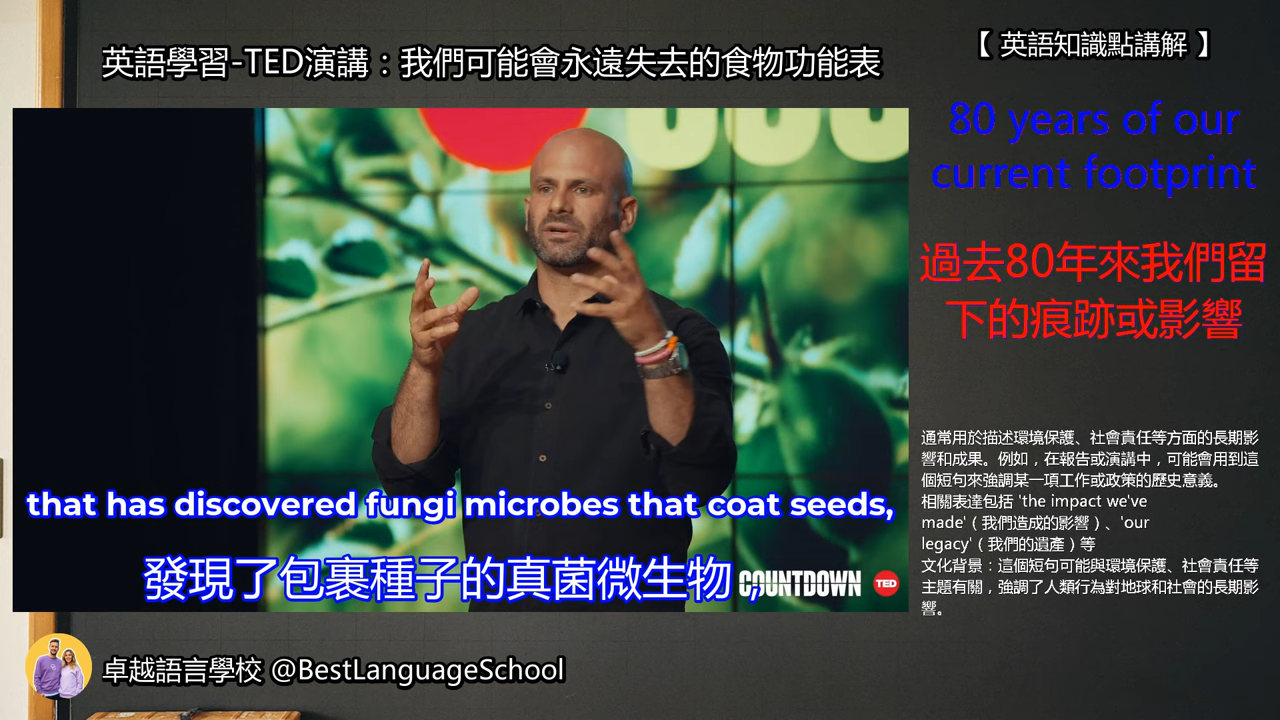 英語學習-TED演講：我們可能會永遠失去的食物功能表
【 英語知識點講解 】
80 years of our
current footprint
過去80年來我們留
下的痕跡或影響
通常用於描述環境保護、社會責任等方面的長期影
響和成果。例如，在報告或演講中，可能會用到這
個短句來強調某一項工作或政策的歷史意義。
相關表達包括 'the impact we've
made'（我們造成的影響）、'our
legacy'（我們的遺產）等
文化背景：這個短句可能與環境保護、社會責任等
主題有關，強調了人類行為對地球和社會的長期影
響。
that has discovered fungi microbes that coat seeds,
發現了包裹種子的真菌微生物，
COUNTDOWN
TED
卓越語言學校 @BestLanguageSchool